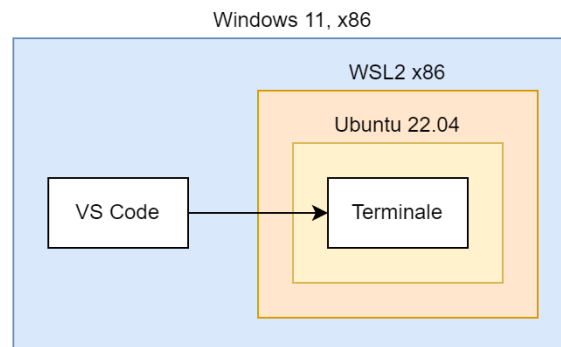 Windows 11, x86
WSL2 x86
Ubuntu 22.04
VS Code
Terminale